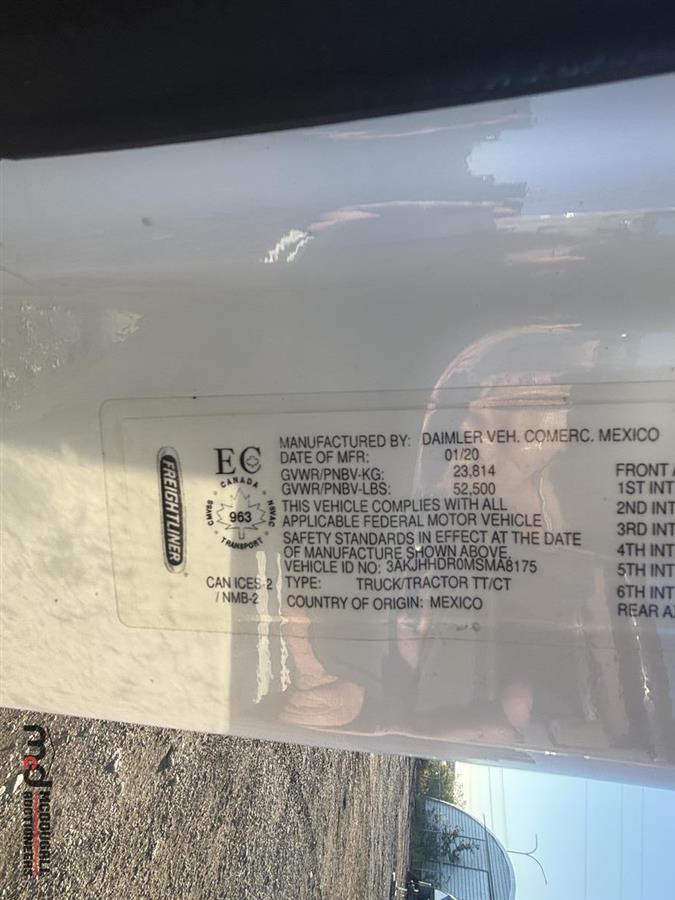 FREIGHTLINER
EC
CANADA
CMVSS 963 NSVAC
TRANSPORT
CAN ICES-2
/ NMB-2
MANUFACTURED BY: DAIMLER VEH. COMERC. MEXICO
DATE OF MFR: 01/20
GVWR/PNBV-KG: 23,814
GVWR/PNBV-LBS: 52,500
THIS VEHICLE COMPLIES WITH ALL
APPLICABLE FEDERAL MOTOR VEHICLE
SAFETY STANDARDS IN EFFECT AT THE DATE
OF MANUFACTURE SHOWN ABOVE.
VEHICLE ID NO: 3AKJHHDR0MSMA8175
TYPE: TRUCK/TRACTOR TT/CT
COUNTRY OF ORIGIN: MEXICO
FRONT A
1ST INT
2ND INT
3RD INT
4TH INT
5TH INT
6TH INT
REAR AX
mcd
MCDOUGALL
AUCTIONEERS